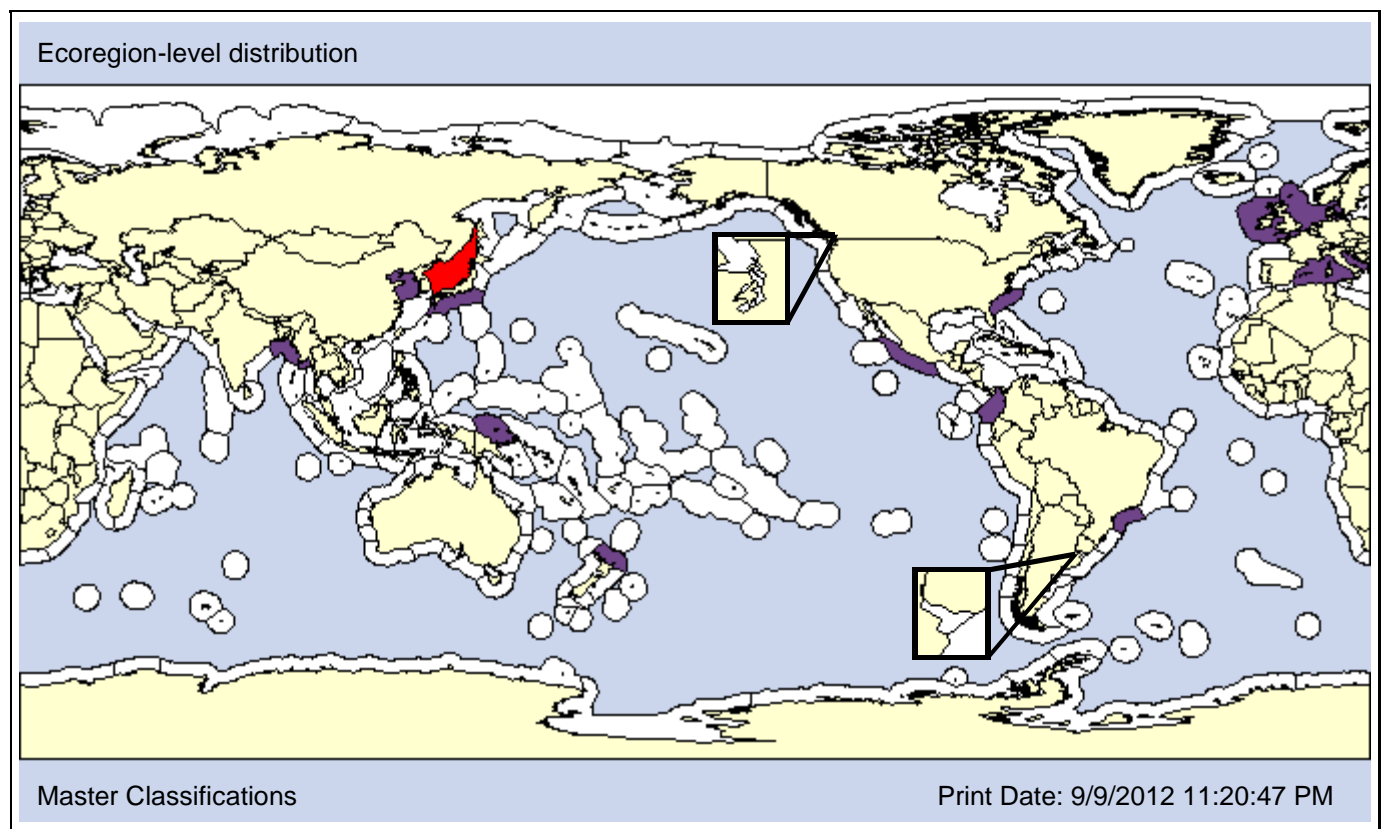 Ecoregion-level distribution
Master Classifications
Print Date: 9/9/2012 11:20:47 PM